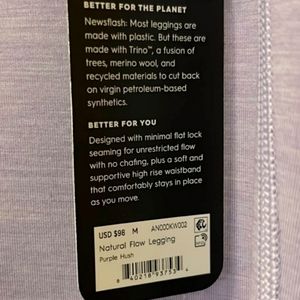 BETTER FOR THE PLANET
Newsflash: Most leggings are
made with plastic. But these are
made with Trino™, a fusion of
trees, merino wool, and
recycled materials to cut back
on virgin petroleum-based
synthetics.
BETTER FOR YOU
Designed with minimal flat lock
seaming for unrestricted flow
with no chafing, plus a soft and
supportive high rise waistband
that comfortably stays in place
as you move.
USD $98 M AN000KW002
Natural Flow Legging
Purple Hush